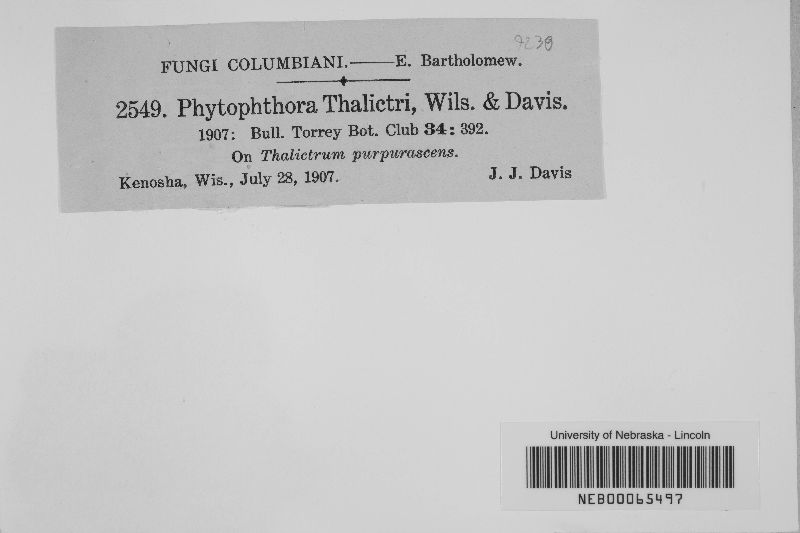 9238
FUNGI COLUMBIANI.——E. Bartholomew.
2549. Phytophthora Thalictri, Wils. & Davis.
1907: Bull. Torrey Bot. Club 34: 392.
On Thalictrum purpurascens.
Kenosha, Wis., July 28, 1907. J. J. Davis
University of Nebraska - Lincoln
NEB00065497